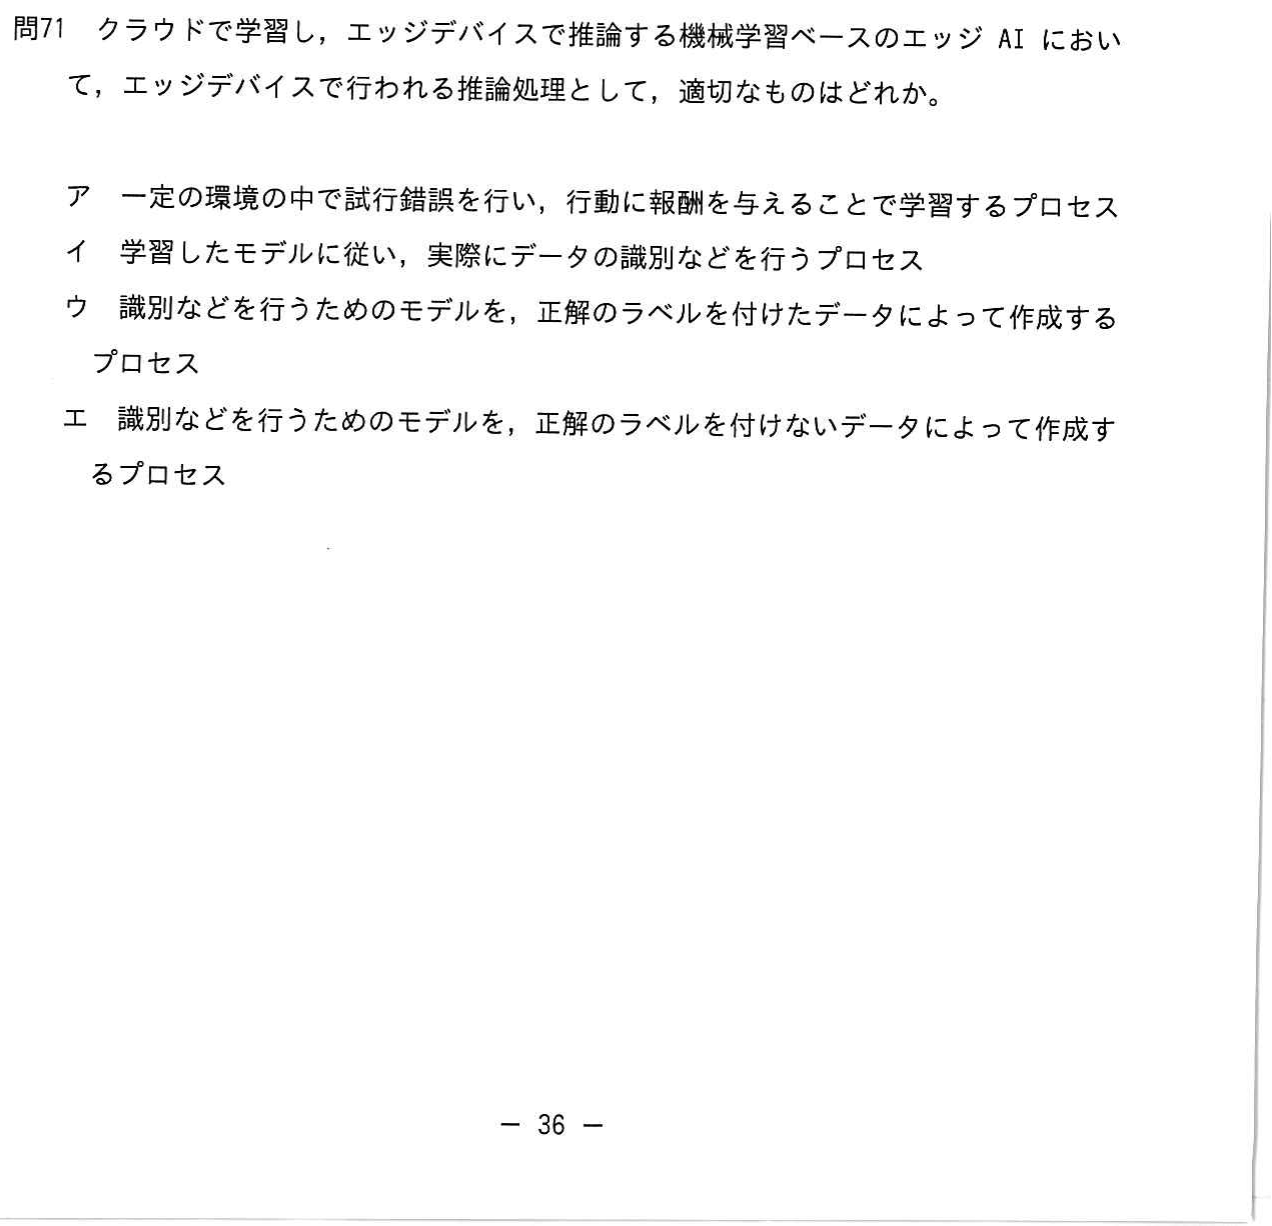 問71 クラウドで学習し，エッジデバイスで推論する機械学習ベースのエッジ AI におい
て，エッジデバイスで行われる推論処理として，適切なものはどれか。
ア 一定の環境の中で試行錯誤を行い，行動に報酬を与えることで学習するプロセス
イ 学習したモデルに従い，実際にデータの識別などを行うプロセス
ウ 識別などを行うためのモデルを，正解のラベルを付けたデータによって作成する
プロセス
エ 識別などを行うためのモデルを，正解のラベルを付けないデータによって作成す
るプロセス
― 36 ―